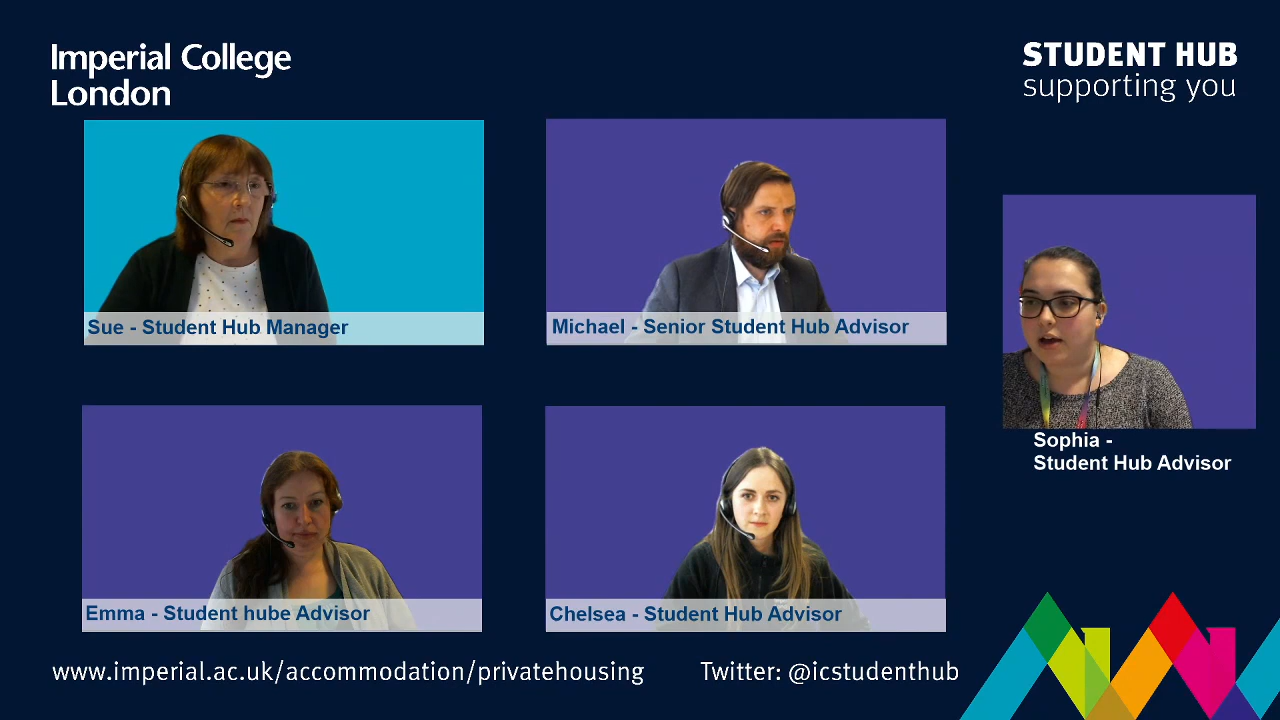 Imperial College
London
STUDENT HUB
supporting you
Sue - Student Hub Manager
Michael - Senior Student Hub Advisor
Sophia -
Student Hub Advisor
Emma - Student hube Advisor
Chelsea - Student Hub Advisor
www.imperial.ac.uk/accommodation/privatehousing
Twitter: @icstudenthub